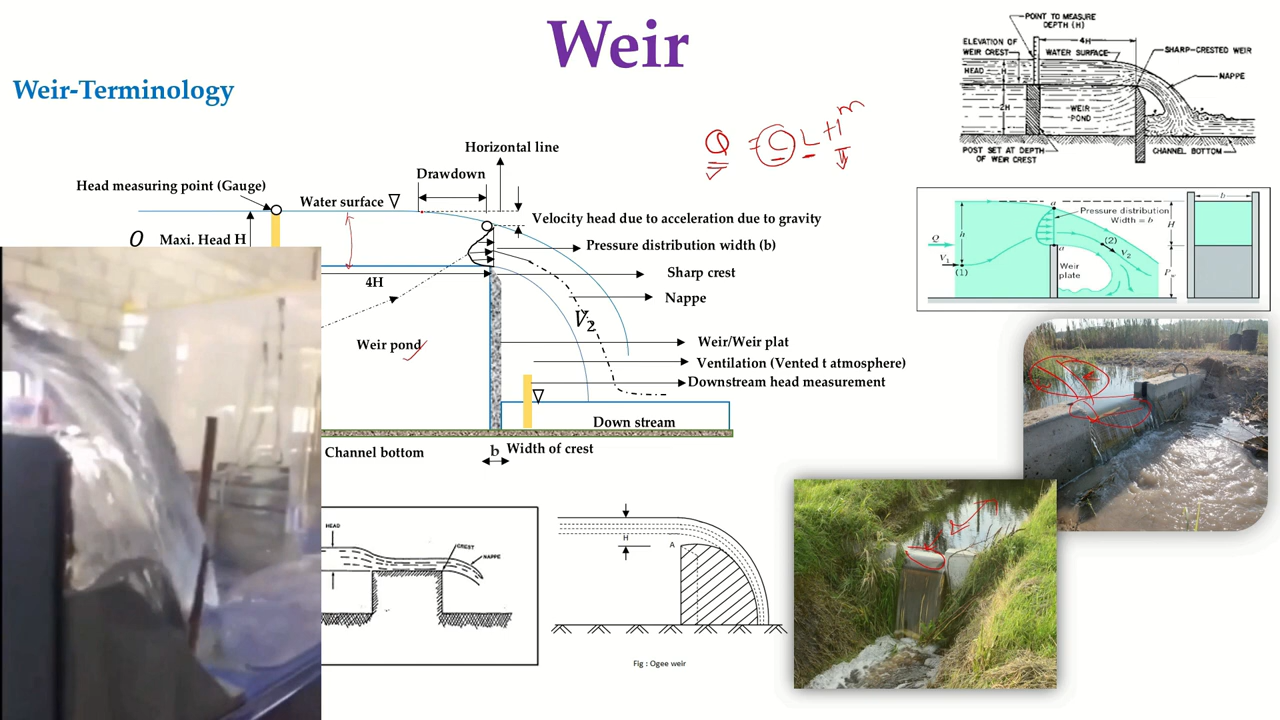 Weir
Weir-Terminology
Horizontal line
Drawdown
Head measuring point (Gauge)
Water surface ∇
Velocity head due to acceleration due to gravity
Q
Maxi. Head H
Pressure distribution width (b)
Sharp crest
4H
Nappe
V₂
Weir pond
Weir/Weir plat
Ventilation (Vented t atmosphere)
Downstream head measurement
∇
Down stream
Channel bottom
b
Width of crest
Q = C L H^m
POINT TO MEASURE
DEPTH (H)
4H
ELEVATION OF
WEIR CREST
WATER SURFACE
SHARP-CRESTED WEIR
HEAD
H
NAPPE
2H
WEIR
POND
POST SET AT DEPTH
OF WEIR CREST
CHANNEL BOTTOM
a
b
Pressure distribution
Width = b
h
H
Q
(2)
a
V₂
V₁
(1)
Weir
plate
P_w
HEAD
CREST
NAPPE
H
A
Fig : Ogee weir